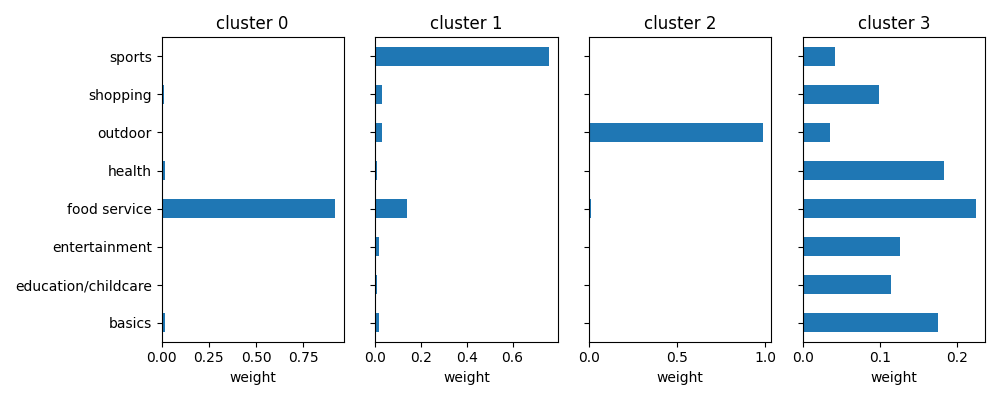 cluster 0
cluster 1
cluster 2
cluster 3
sports
shopping
outdoor
health
food service
entertainment
education/childcare
basics
0.00 0.25 0.50 0.75
0.0 0.2 0.4 0.6
0.0 0.5 1.0
0.0 0.1 0.2
weight
weight
weight
weight